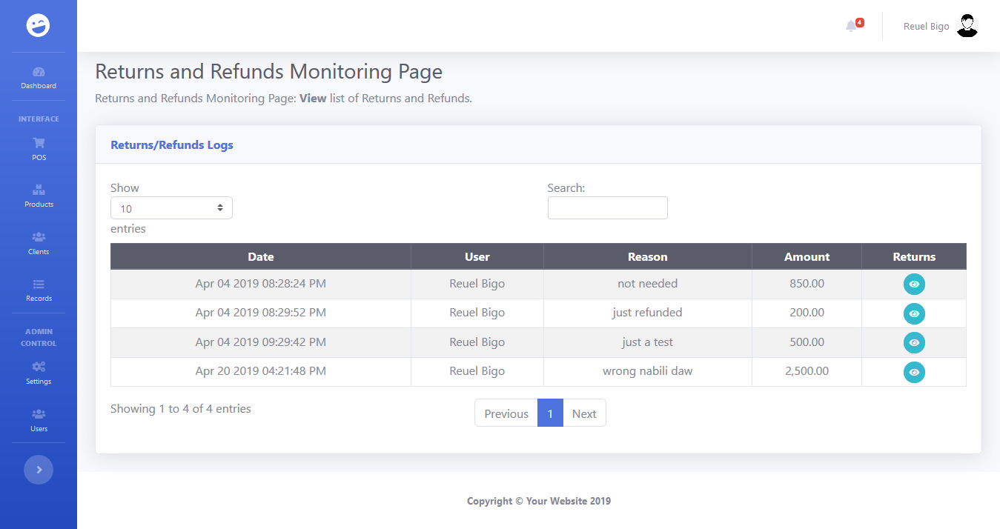 4
Reuel Bigo
Dashboard
INTERFACE
POS
Products
Clients
Records
ADMIN
CONTROL
Settings
Users
Returns and Refunds Monitoring Page
Returns and Refunds Monitoring Page: View list of Returns and Refunds.
Returns/Refunds Logs
Show
10
entries
Search:
Date User Reason Amount Returns
Apr 04 2019 08:28:24 PM Reuel Bigo not needed 850.00
Apr 04 2019 08:29:52 PM Reuel Bigo just refunded 200.00
Apr 04 2019 09:29:42 PM Reuel Bigo just a test 500.00
Apr 20 2019 04:21:48 PM Reuel Bigo wrong nabili daw 2,500.00
Showing 1 to 4 of 4 entries
Previous 1 Next
Copyright © Your Website 2019